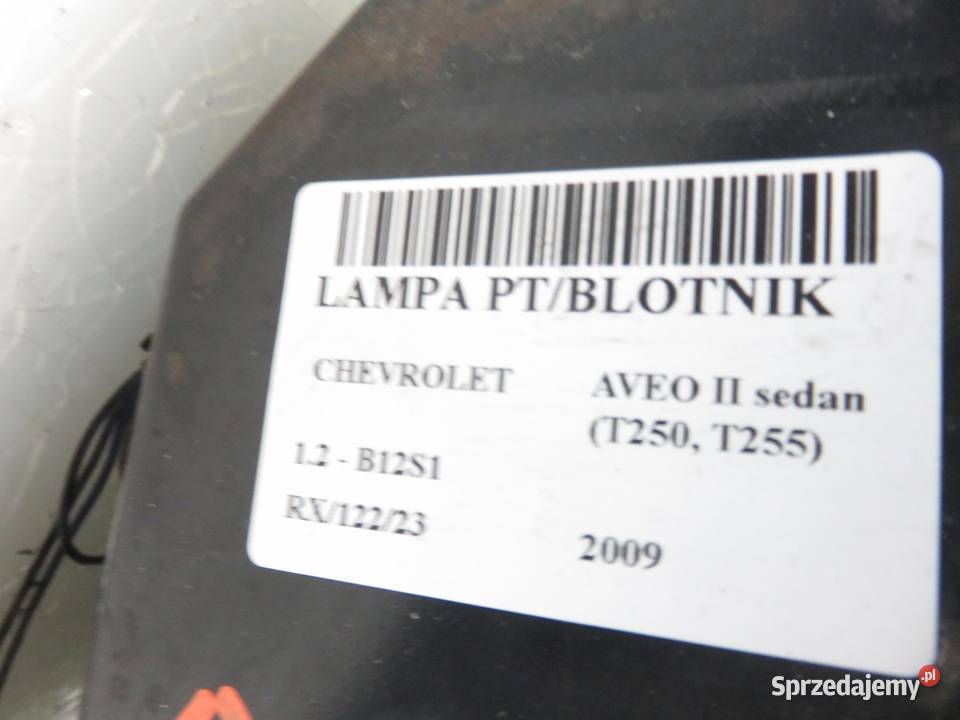 LAMPA PT/BLOTNIK
CHEVROLET
AVEO II sedan
(T250, T255)
1.2 - B12S1
RX/122/23
2009
Sprzedajemy.pl